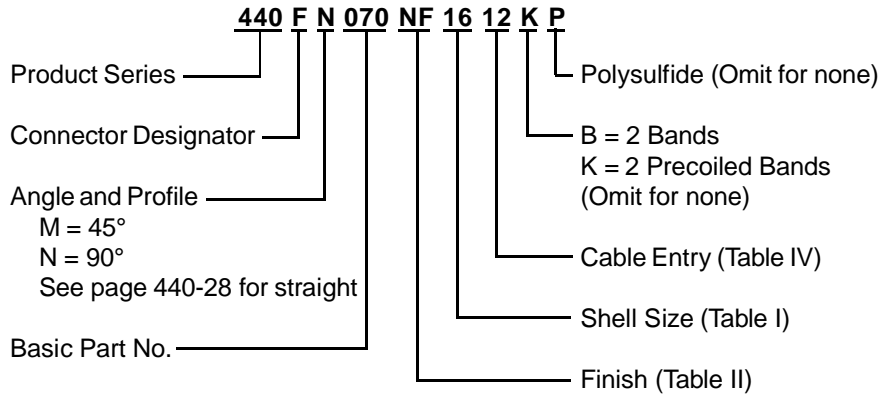 440 F N 070 NF 16 12 K P
Product Series
Connector Designator
Angle and Profile
M = 45°
N = 90°
See page 440-28 for straight
Basic Part No.
Polysulfide (Omit for none)
B = 2 Bands
K = 2 Precoiled Bands
(Omit for none)
Cable Entry (Table IV)
Shell Size (Table I)
Finish (Table II)